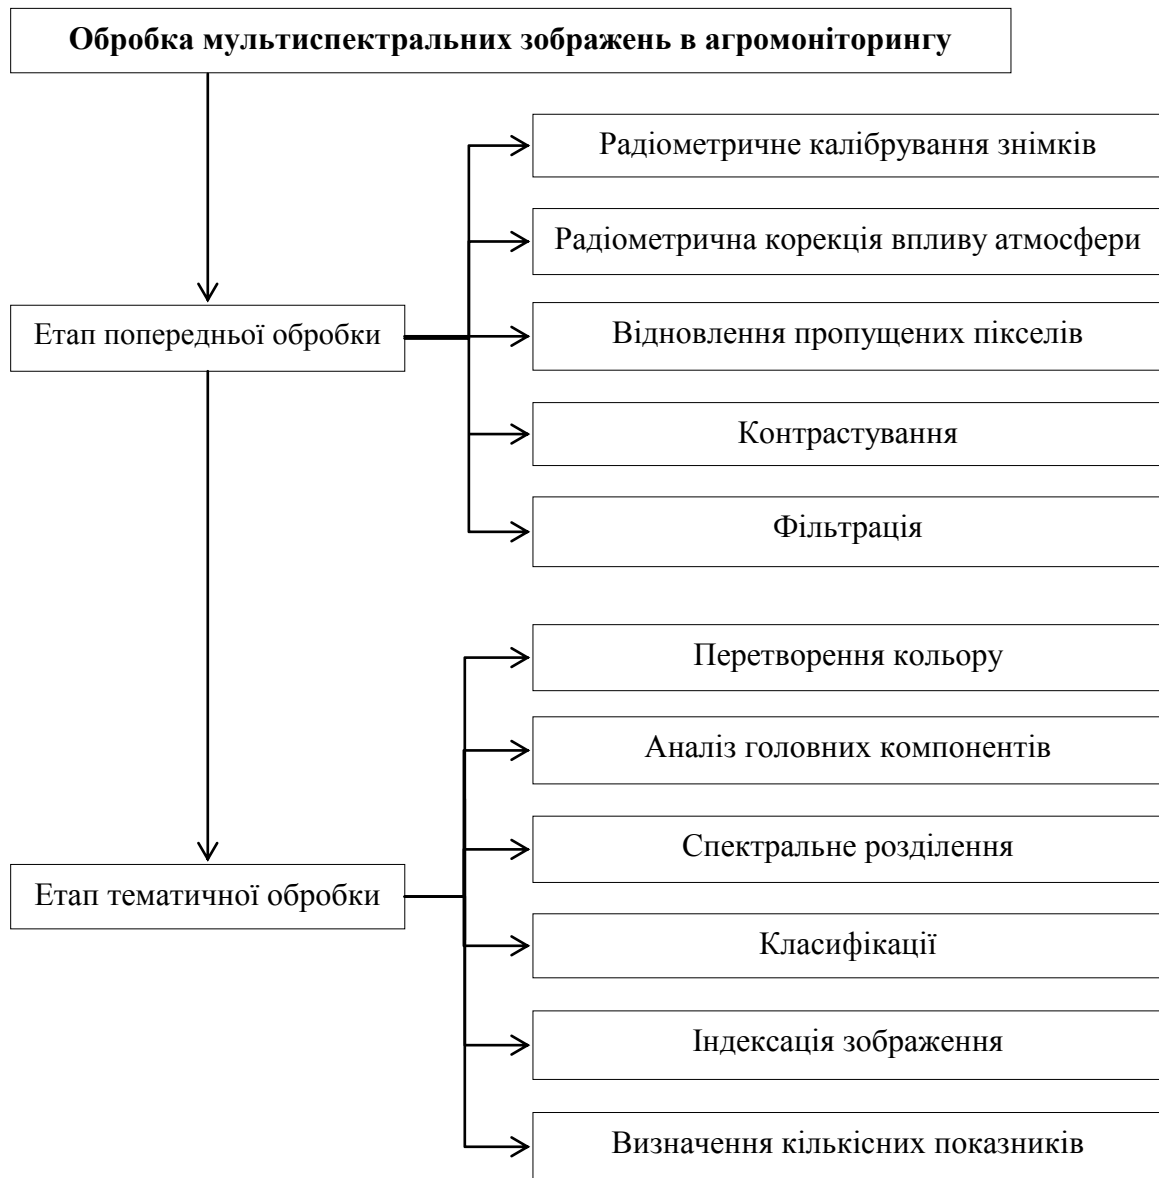 Обробка мультиспектральних зображень в агромоніторингу
Радіометричне калібрування знімків
Радіометрична корекція впливу атмосфери
Етап попередньої обробки
Відновлення пропущених пікселів
Контрастування
Фільтрація
Перетворення кольору
Аналіз головних компонентів
Спектральне розділення
Етап тематичної обробки
Класифікації
Індексація зображення
Визначення кількісних показників